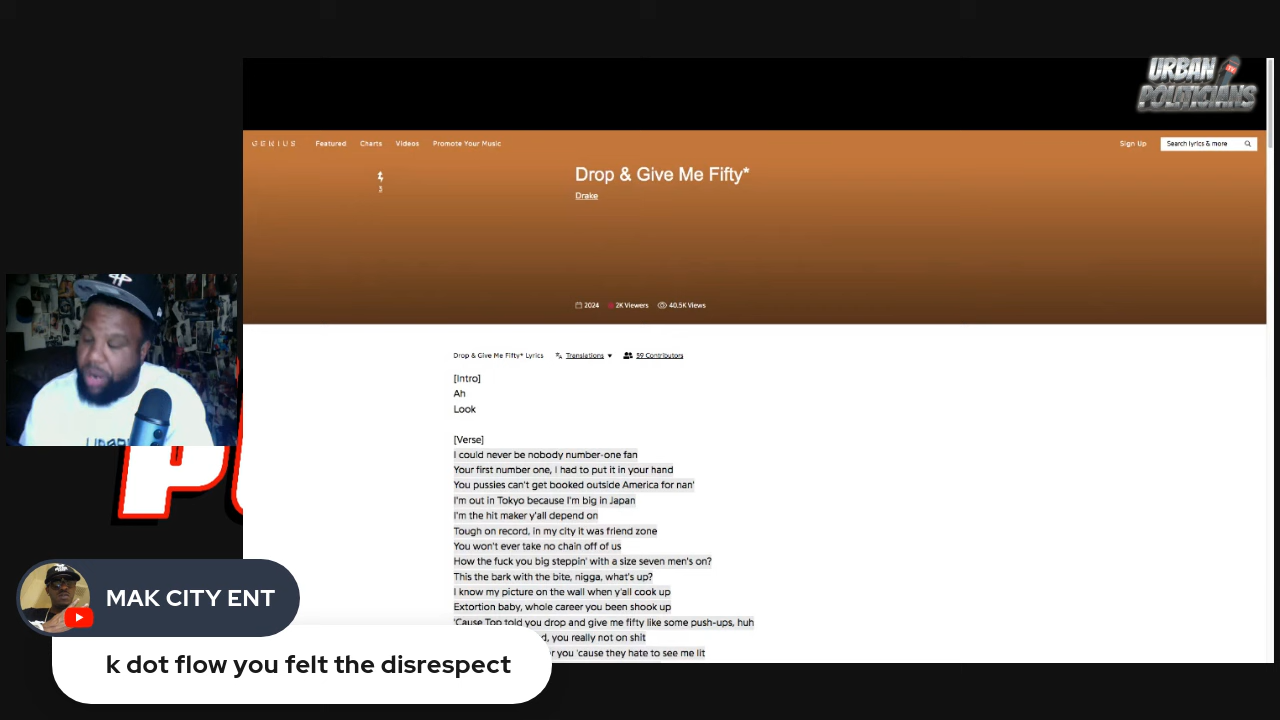 URBAN
POLITICIANS
GENIUS
Featured
Charts
Videos
Promote Your Music
Sign Up
Search lyrics & more
3
Drop & Give Me Fifty*
Drake
2024
2K Viewers
40.5K Views
Drop & Give Me Fifty* Lyrics
Translations
59 Contributors
[Intro]
Ah
Look
[Verse]
I could never be nobody number-one fan
Your first number one, I had to put it in your hand
You pussies can't get booked outside America for nan'
I'm out in Tokyo because I'm big in Japan
I'm the hit maker y'all depend on
Tough on record, in my city it was friend zone
You won't ever take no chain off of us
How the fuck you big steppin' with a size seven men's on?
This the bark with the bite, nigga, what's up?
I know my picture on the wall when y'all cook up
Extortion baby, whole career you been shook up
'Cause Top told you drop and give me fifty like some push-ups, huh
you really not on shit
you 'cause they hate to see me lit
MAK CITY ENT
k dot flow you felt the disrespect